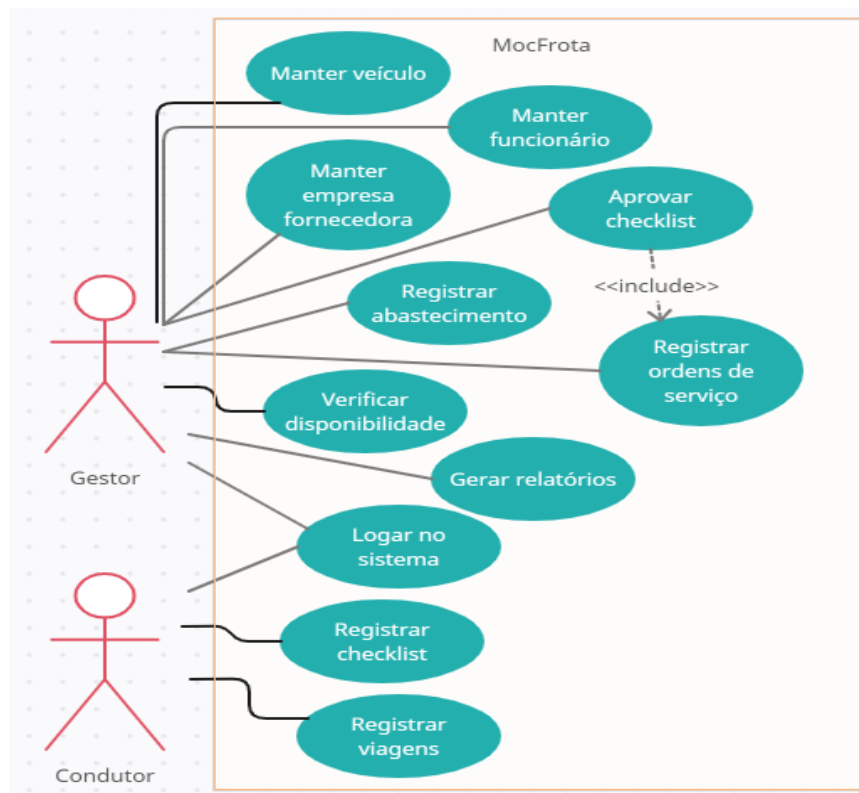 MocFrota
Manter veículo
Manter
funcionário
Manter
empresa
fornecedora
Aprovar
checklist
<<include>>
Registrar
abastecimento
Registrar
ordens de
serviço
Verificar
disponibilidade
Gestor
Gerar relatórios
Logar no
sistema
Registrar
checklist
Registrar
viagens
Condutor